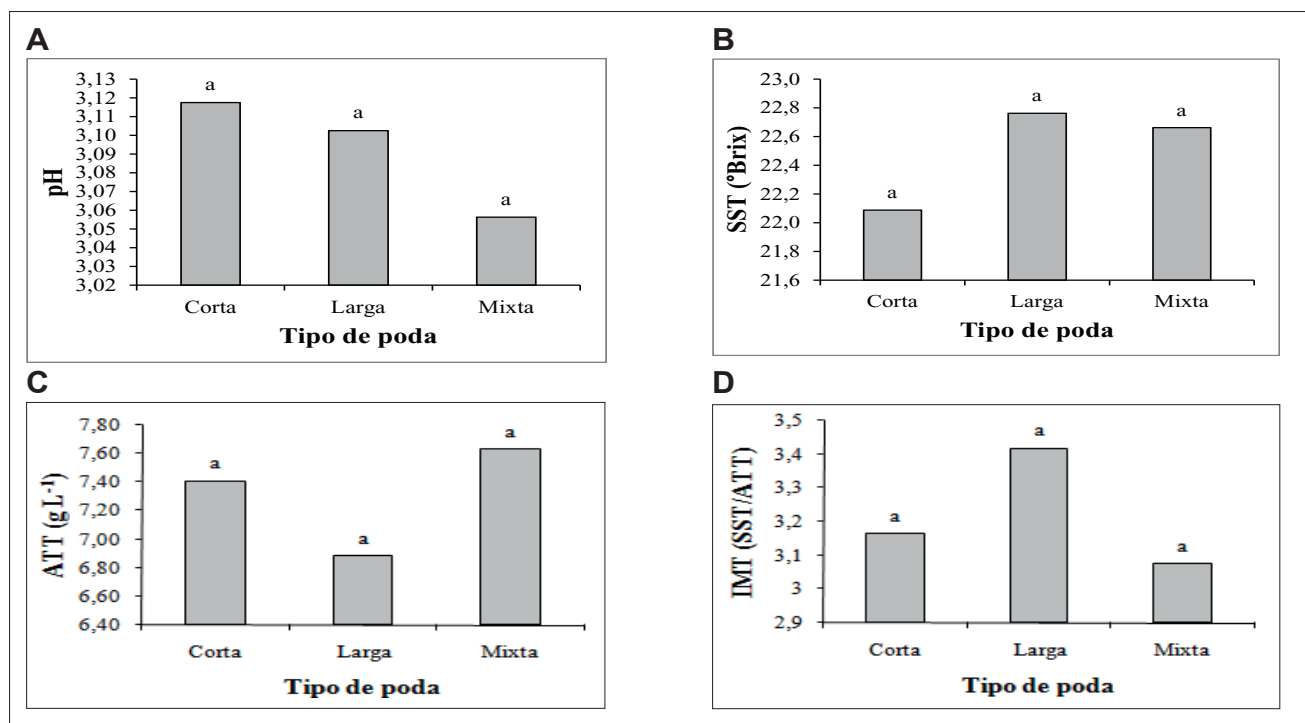 A
pH
3,13
3,12
3,11
3,10
3,09
3,08
3,07
3,06
3,05
3,04
3,03
3,02
a
a
a
Corta Larga Mixta
Tipo de poda
B
SST (°Brix)
23,0
22,8
22,6
22,4
22,2
22,0
21,8
21,6
a
a
a
Corta Larga Mixta
Tipo de poda
C
ATT (g L-1)
7,80
7,60
7,40
7,20
7,00
6,80
6,60
6,40
a
a
a
Corta Larga Mixta
Tipo de poda
D
IMT (SST/ATT)
3,5
3,4
3,3
3,2
3,1
3
2,9
a
a
a
Corta Larga Mixta
Tipo de poda